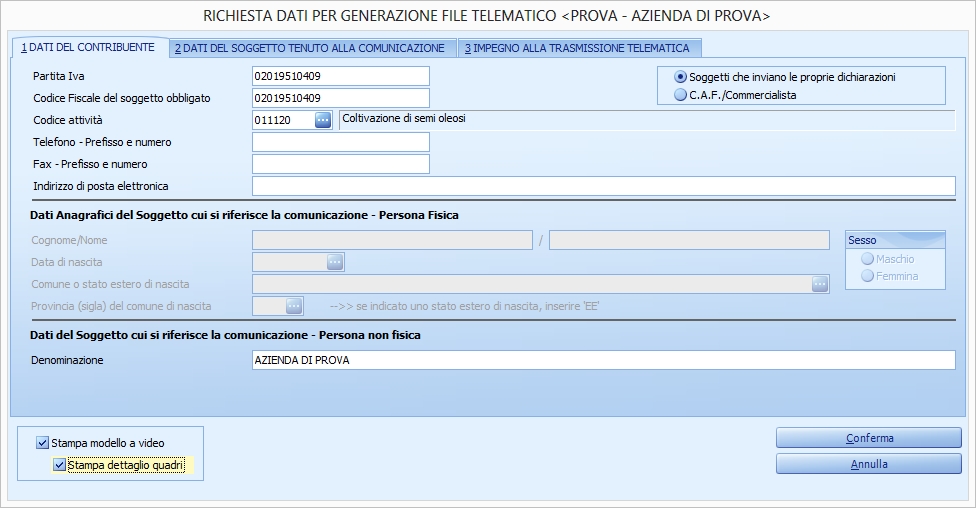 RICHIESTA DATI PER GENERAZIONE FILE TELEMATICO <PROVA - AZIENDA DI PROVA>
1 DATI DEL CONTRIBUENTE 2 DATI DEL SOGGETTO TENUTO ALLA COMUNICAZIONE 3 IMPEGNO ALLA TRASMISSIONE TELEMATICA
Partita Iva 02019510409 Soggetti che inviano le proprie dichiarazioni
Codice Fiscale del soggetto obbligato 02019510409 C.A.F./Commercialista
Codice attività 011120 ... Coltivazione di semi oleosi
Telefono - Prefisso e numero
Fax - Prefisso e numero
Indirizzo di posta elettronica
Dati Anagrafici del Soggetto cui si riferisce la comunicazione - Persona Fisica
Cognome/Nome / Sesso
Data di nascita ... Maschio
Comune o stato estero di nascita ... Femmina
Provincia (sigla) del comune di nascita ... -->> se indicato uno stato estero di nascita, inserire 'EE'
Dati del Soggetto cui si riferisce la comunicazione - Persona non fisica
Denominazione AZIENDA DI PROVA
Stampa modello a video Conferma
Stampa dettaglio quadri Annulla